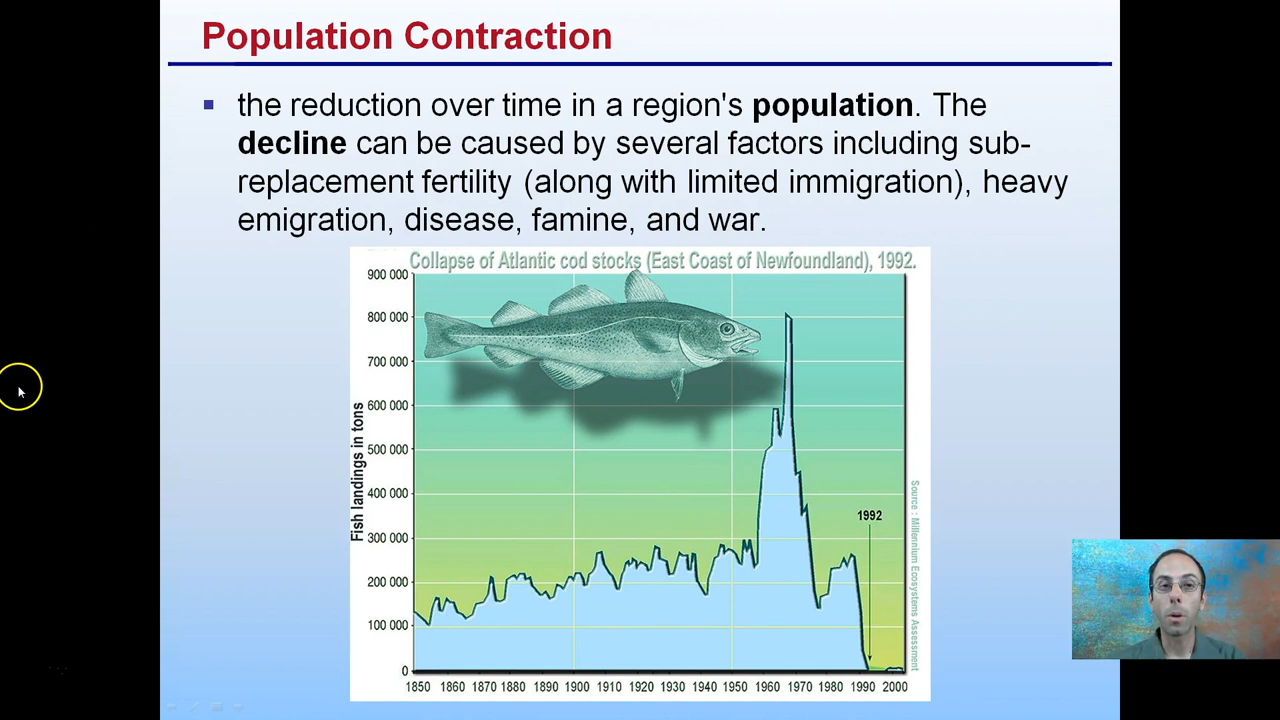 Population Contraction
the reduction over time in a region's population. The
decline can be caused by several factors including sub-
replacement fertility (along with limited immigration), heavy
emigration, disease, famine, and war.
Collapse of Atlantic cod stocks (East Coast of Newfoundland), 1992.
Fish landings in tons
900 000
800 000
700 000
600 000
500 000
400 000
300 000
200 000
100 000
0
1992
Source : Millennium Ecosystems Assessment
1850 1860 1870 1880 1890 1900 1910 1920 1930 1940 1950 1960 1970 1980 1990 2000